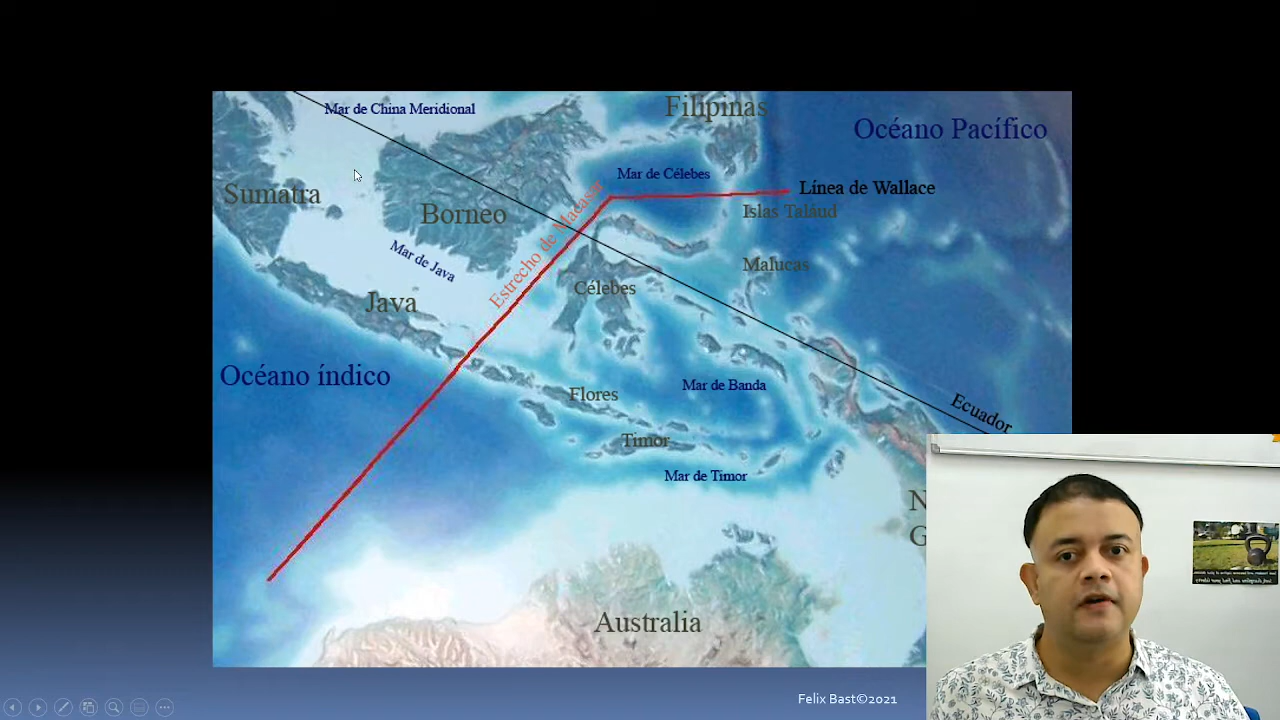 Mar de China Meridional
Filipinas
Océano Pacífico
Mar de Célebes
Línea de Wallace
Sumatra
Borneo
Islas Taláud
Estrecho de Macasar
Mar de Java
Malucas
Célebes
Java
Océano índico
Mar de Banda
Flores
Ecuador
Timor
Mar de Timor
N
G
Australia
Felix Bast©2021